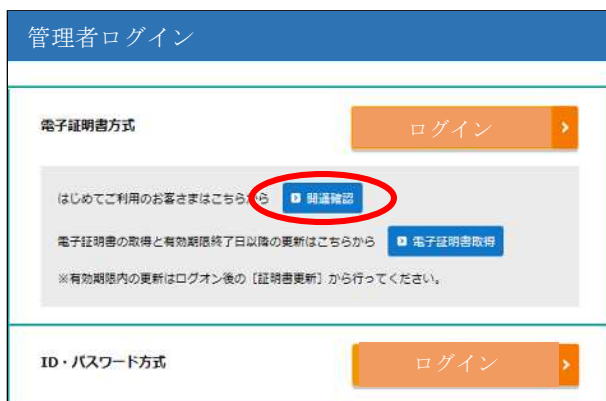 管理者ログイン
電子証明書方式
ログイン
はじめてご利用のお客さまはこちらから 開通確認
電子証明書の取得と有効期限終了日以降の更新はこちらから 電子証明書取得
※有効期限内の更新はログオン後の［証明書更新］から行ってください。
ID・パスワード方式
ログイン